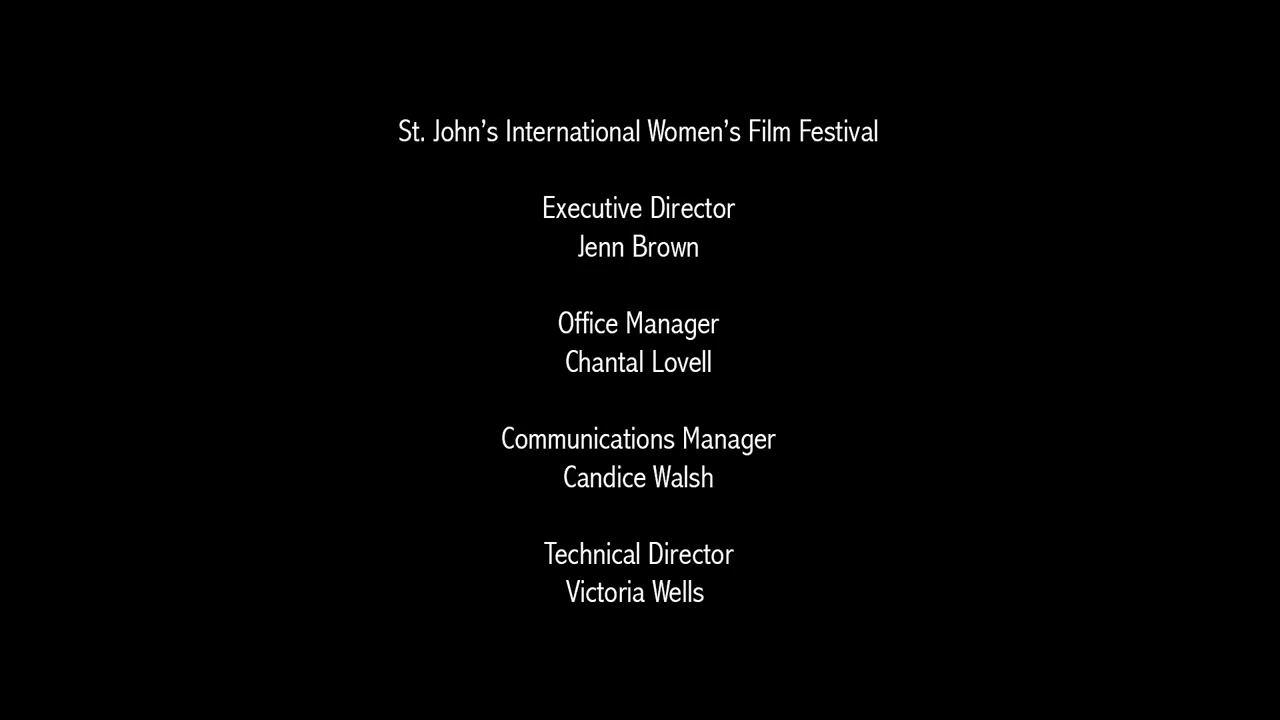 St. John’s International Women’s Film Festival
Executive Director
Jenn Brown
Office Manager
Chantal Lovell
Communications Manager
Candice Walsh
Technical Director
Victoria Wells